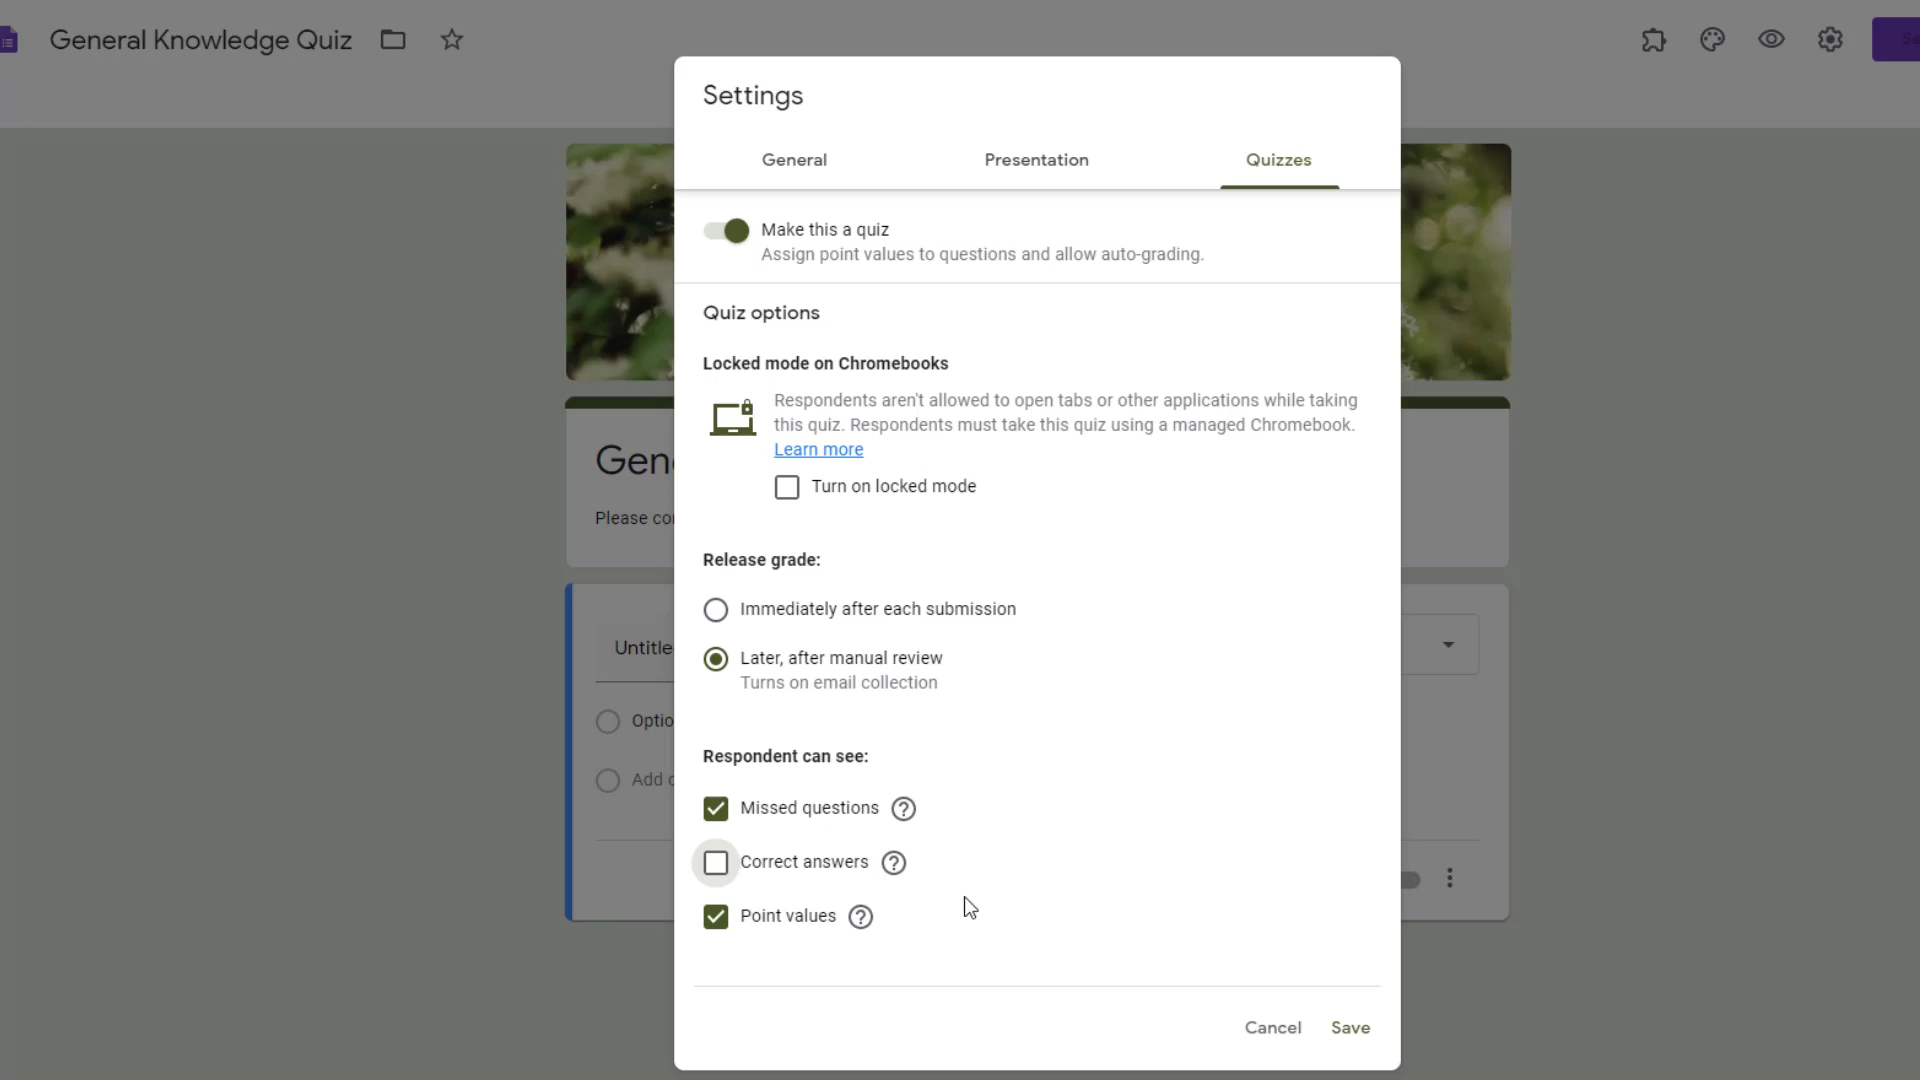 General Knowledge Quiz
Settings
General Presentation Quizzes
Make this a quiz
Assign point values to questions and allow auto-grading.
Quiz options
Locked mode on Chromebooks
Respondents aren't allowed to open tabs or other applications while taking
this quiz. Respondents must take this quiz using a managed Chromebook.
Learn more
Turn on locked mode
Gen
Please co
Release grade:
Immediately after each submission
Untitle
Later, after manual review
Turns on email collection
Optio
Respondent can see:
Add
Missed questions
Correct answers
Point values
Cancel Save